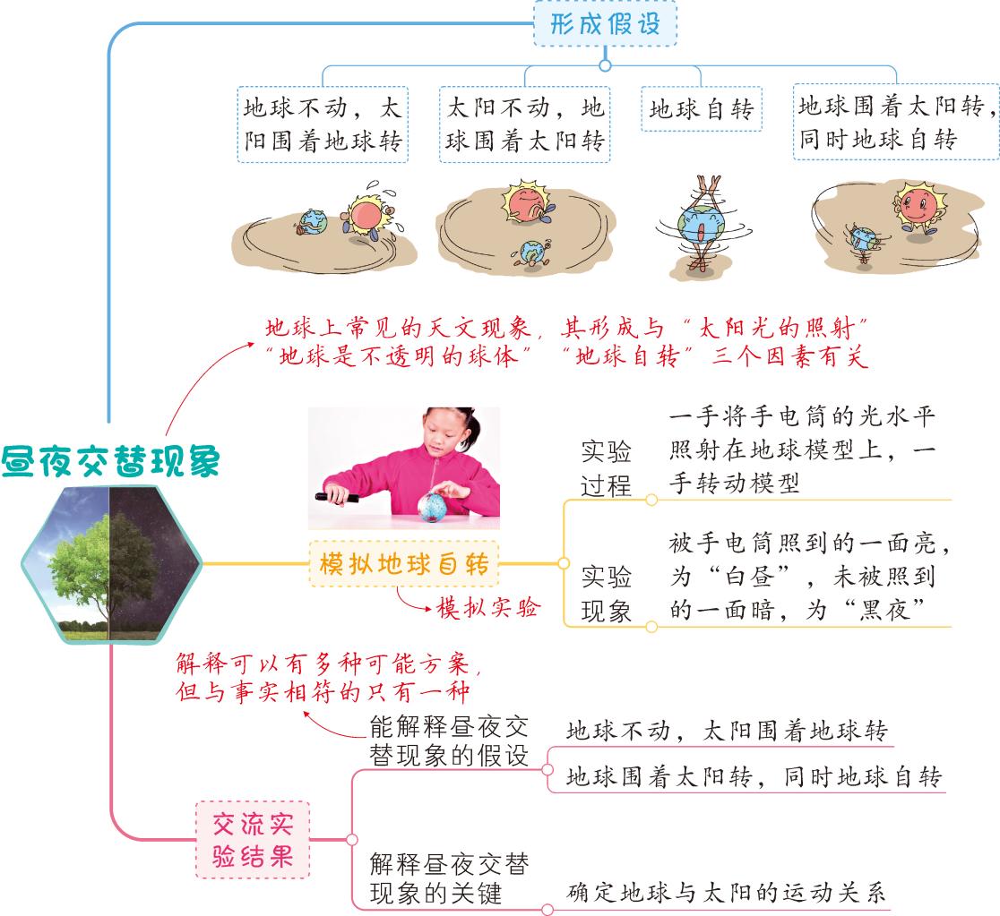 形成假设
地球不动，太
阳围着地球转
太阳不动，地
球围着太阳转
地球自转
地球围着太阳转，
同时地球自转
地球上常见的天文现象，其形成与“太阳光的照射”
“地球是不透明的球体”“地球自转”三个因素有关
昼夜交替现象
模拟地球自转
模拟实验
实验
过程
一手将手电筒的光水平
照射在地球模型上，一
手转动模型
实验
现象
被手电筒照到的一面亮，
为“白昼”，未被照到
的一面暗，为“黑夜”
解释可以有多种可能方案，
但与事实相符的只有一种
交流实
验结果
能解释昼夜交
替现象的假设
地球不动，太阳围着地球转
地球围着太阳转，同时地球自转
解释昼夜交替
现象的关键
确定地球与太阳的运动关系